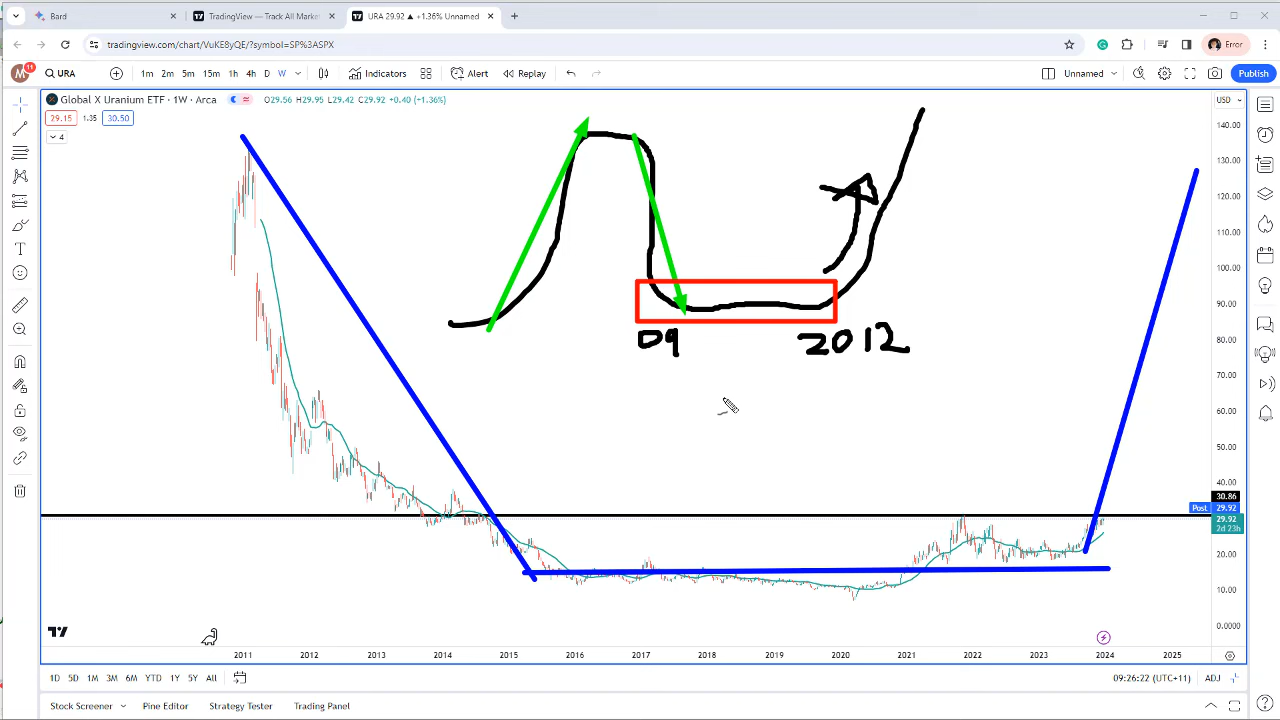 Bard
TradingView — Track All Market
URA 29.92 ▲ +1.36% Unnamed
tradingview.com/chart/VuKE8yQE/?symbol=SP%3ASPX
Error
M 11 URA 1m 2m 5m 15m 1h 4h D W Indicators Alert Replay Unnamed Publish
Global X Uranium ETF · 1W · Arca O29.56 H29.95 L29.42 C29.92 +0.40 (+1.36%)
USD
29.15 1.35 30.50
4
140.00
130.00
120.00
110.00
100.00
90.00
80.00
70.00
60.00
50.00
40.00
30.86
Post 29.92
29.92
2d 23h
20.00
10.00
0.0000
09 2012
2011 2012 2013 2014 2015 2016 2017 2018 2019 2020 2021 2022 2023 2024 2025
1D 5D 1M 3M 6M YTD 1Y 5Y All 09:26:22 (UTC+11) ADJ
Stock Screener Pine Editor Strategy Tester Trading Panel